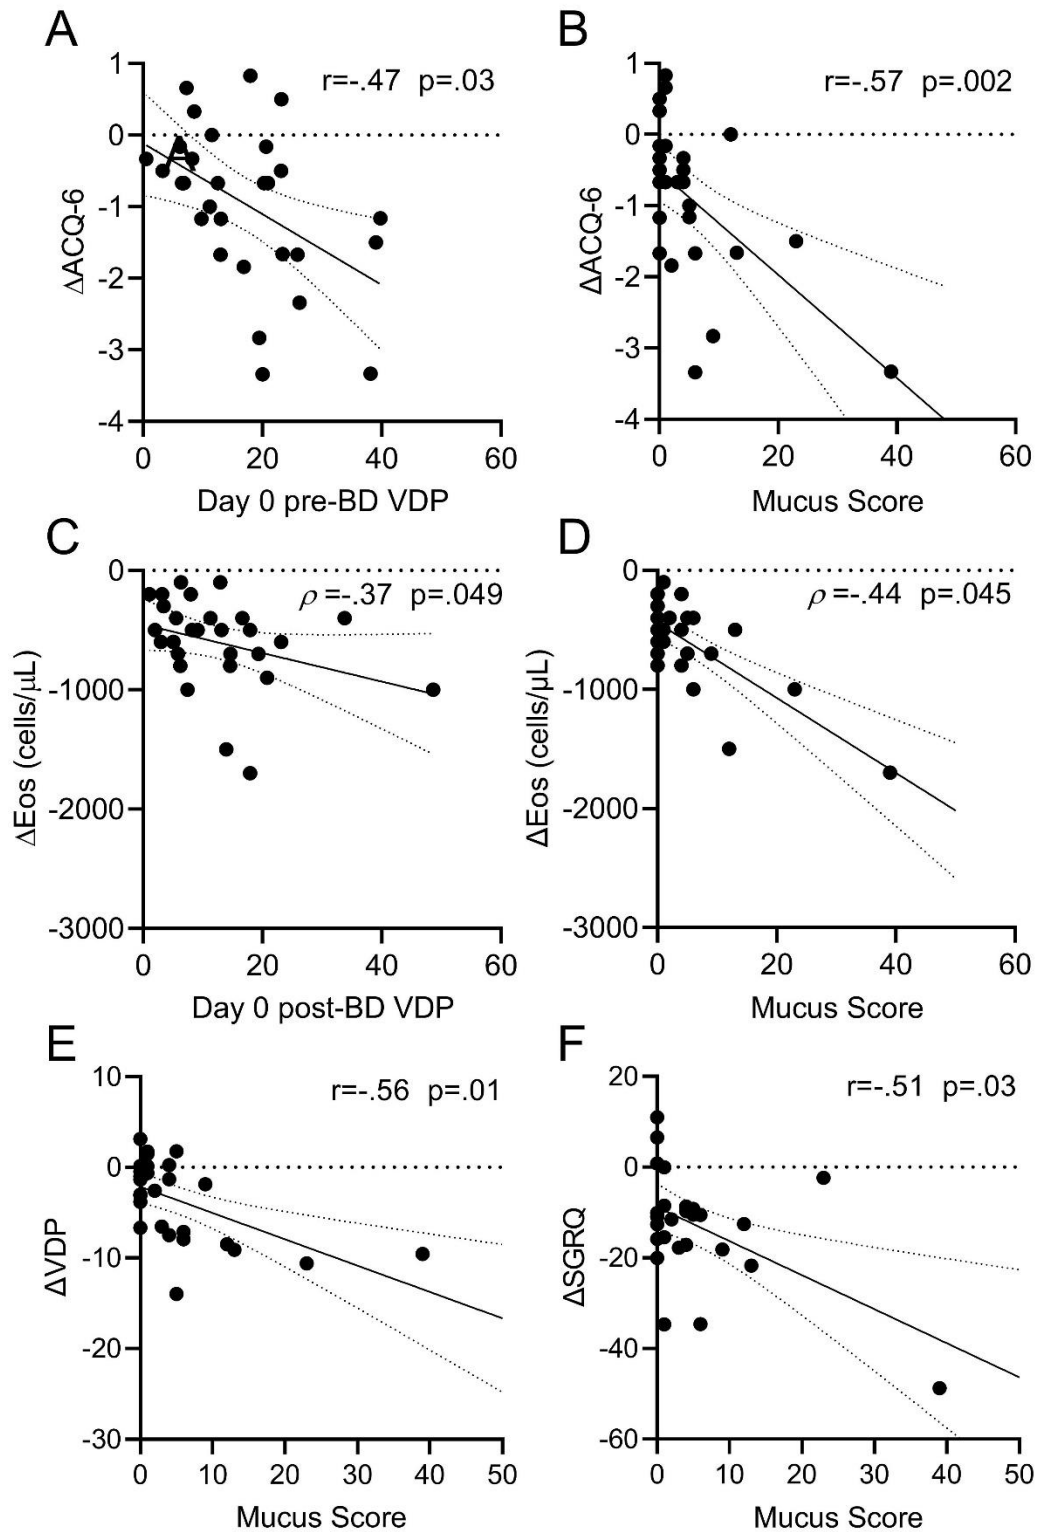 A
B
1
0
-1
-2
-3
-4
ΔACQ-6
r=-.47 p=.03
A
0
20
40
60
Day 0 pre-BD VDP
1
0
-1
-2
-3
-4
ΔACQ-6
r=-.57 p=.002
0
20
40
60
Mucus Score
C
D
0
-1000
-2000
-3000
ΔEos (cells/μL)
ρ=-.37 p=.049
0
20
40
60
Day 0 post-BD VDP
0
-1000
-2000
-3000
ΔEos (cells/μL)
ρ=-.44 p=.045
0
20
40
60
Mucus Score
E
F
10
0
-10
-20
-30
ΔVDP
r=-.56 p=.01
0
10
20
30
40
50
Mucus Score
20
0
-20
-40
-60
ΔSGRQ
r=-.51 p=.03
0
10
20
30
40
50
Mucus Score